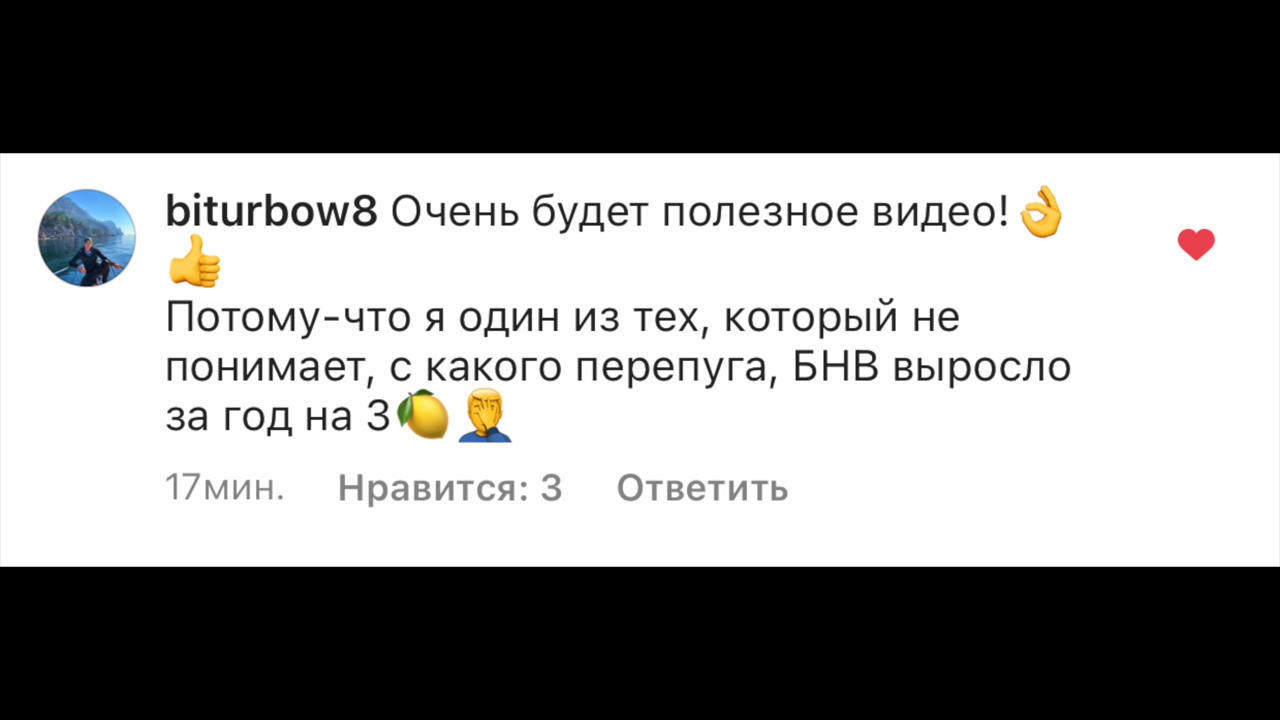 biturbow8 Очень будет полезное видео!👌
👍
Потому-что я один из тех, который не
понимает, с какого перепуга, БНВ выросло
за год на 3🍋🤦‍♂️
17мин. Нравится: 3 Ответить